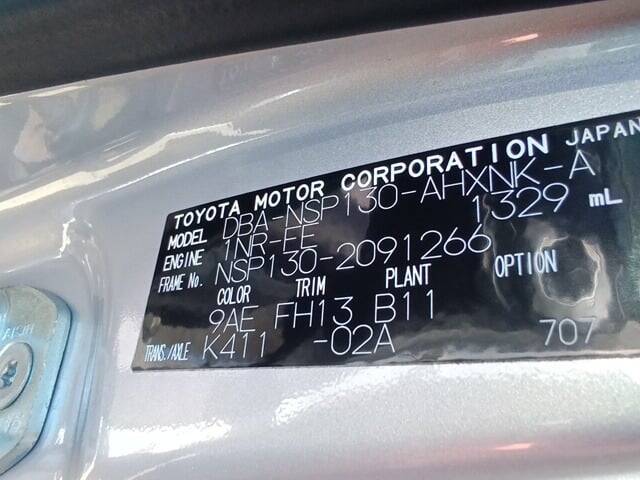 TOYOTA MOTOR CORPORATION JAPAN
MODEL DBA-NSP130-AHXNK-A
ENGINE 1NR-FE 1329 mL
FRAME No. NSP130-2091266
COLOR TRIM PLANT OPTION
9AE FH13 B11
TRANS./AXLE K411 -02A 707